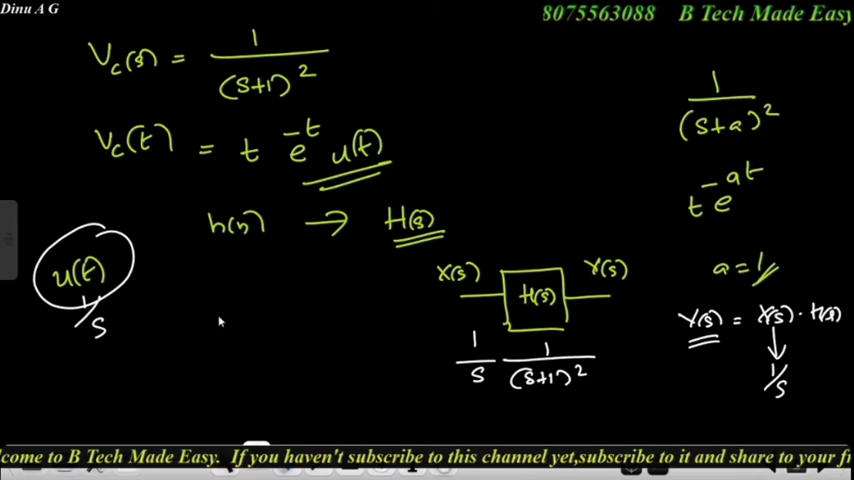 Dinu A G
8075563088 B Tech Made Easy
Vc(s) = 1/(s+1)²
Vc(t) = t e^-t u(t)
h(n) → H(s)
u(t)
1/s
X(s) H(s) Y(s)
1/s 1/(s+1)²
1/(s+a)²
t e^-at
a = 1
Y(s) = X(s) · H(s)
↓
1/s
lcome to B Tech Made Easy. If you haven't subscribe to this channel yet,subscribe to it and share to your fr